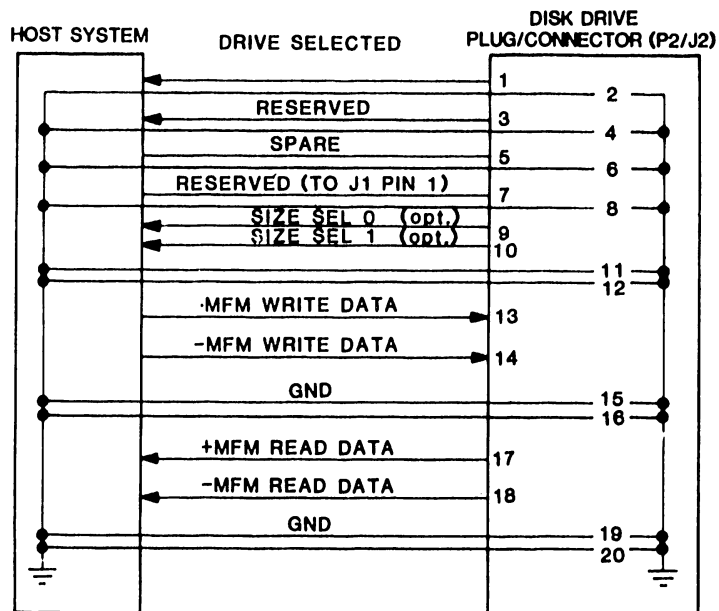 HOST SYSTEM
DRIVE SELECTED
DISK DRIVE
PLUG/CONNECTOR (P2/J2)
1
2
RESERVED
3
4
SPARE
5
6
RESERVED (TO J1 PIN 1)
7
8
SIZE SEL 0 (opt.)
9
SIZE SEL 1 (opt.)
10
11
12
·MFM WRITE DATA
13
-MFM WRITE DATA
14
GND
15
16
+MFM READ DATA
17
-MFM READ DATA
18
GND
19
20